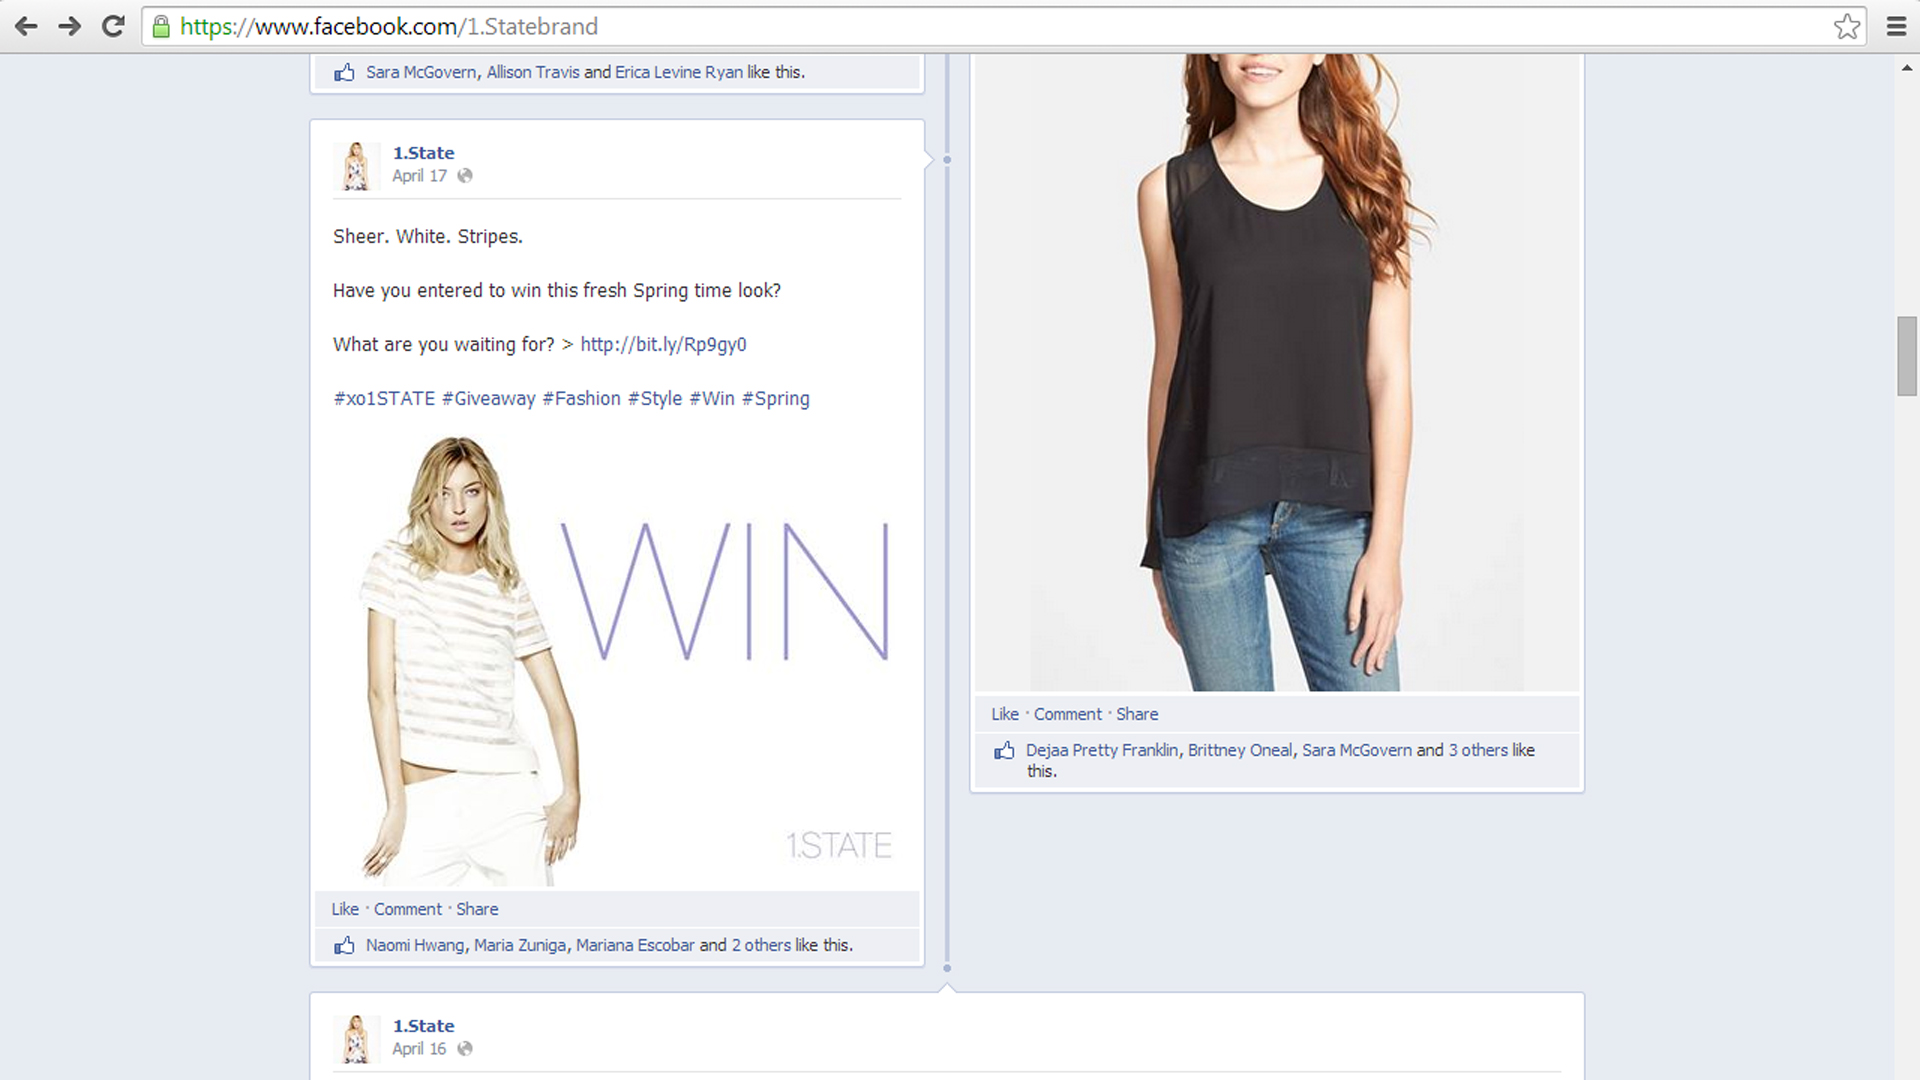 https://www.facebook.com/1.Statebrand
Sara McGovern, Allison Travis and Erica Levine Ryan like this.
1.State
April 17
Sheer. White. Stripes.
Have you entered to win this fresh Spring time look?
What are you waiting for? > http://bit.ly/Rp9gy0
#xo1STATE #Giveaway #Fashion #Style #Win #Spring
WIN
1.STATE
Like · Comment · Share
Naomi Hwang, Maria Zuniga, Mariana Escobar and 2 others like this.
Like · Comment · Share
Dejaa Pretty Franklin, Brittney Oneal, Sara McGovern and 3 others like
this.
1.State
April 16